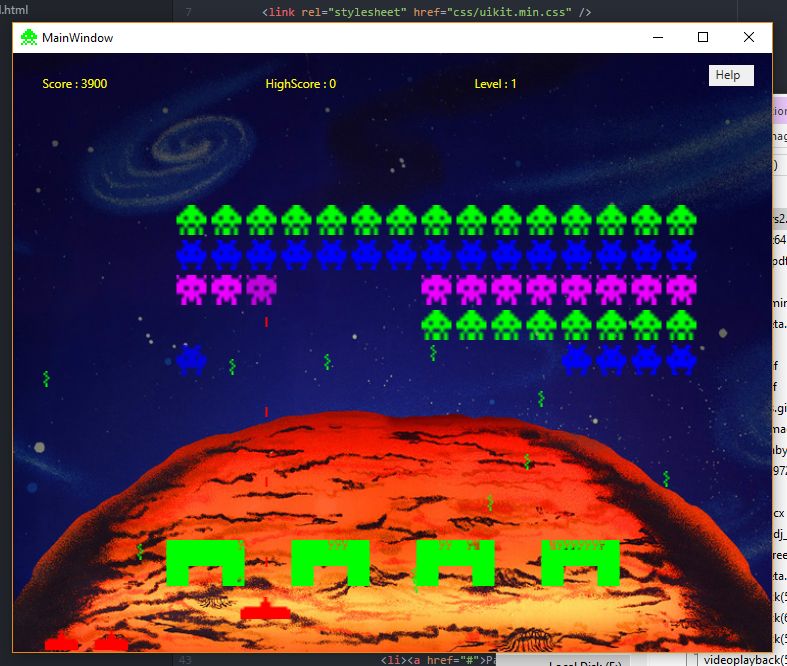 l.html
7 <link rel="stylesheet" href="css/uikit.min.css" />
MainWindow
Score : 3900
HighScore : 0
Level : 1
Help
43 <li><a href="#">Pa
Local Disk (F:)
videoplayback(5